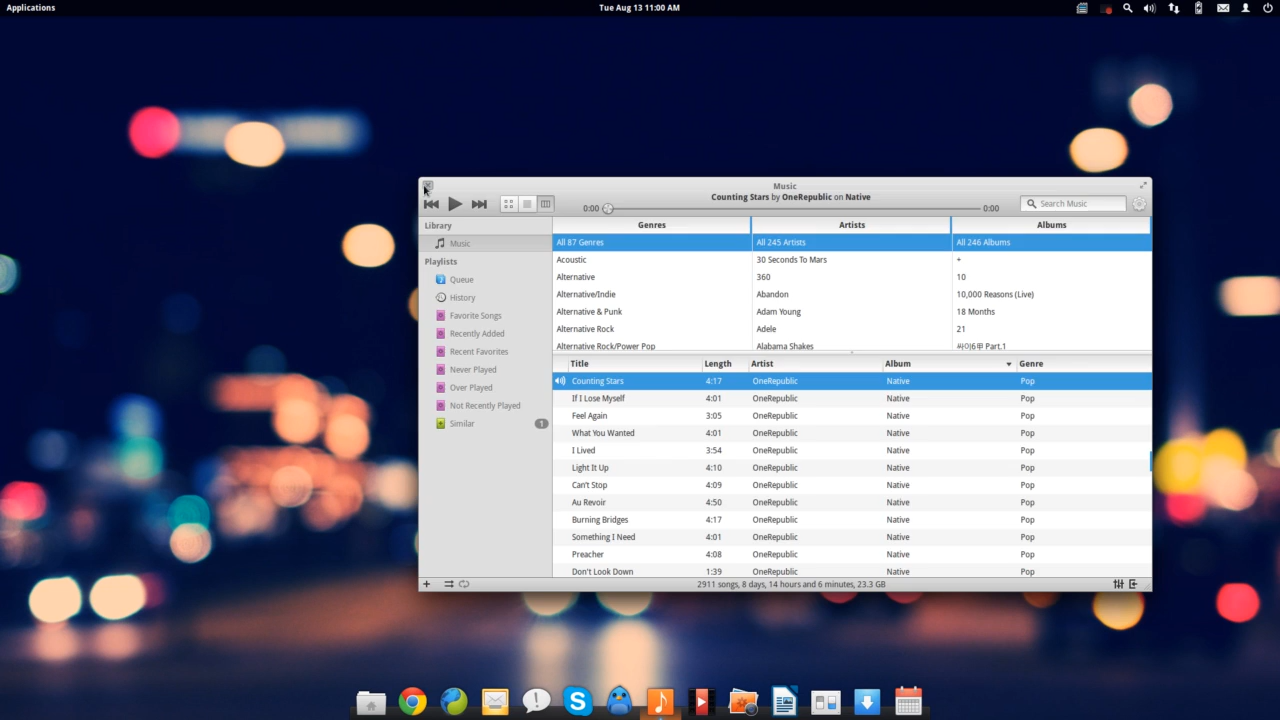 Applications
Tue Aug 13 11:00 AM
Music
Counting Stars by OneRepublic on Native
0:00
0:00
Search Music
Library
Music
Playlists
Queue
History
Favorite Songs
Recently Added
Recent Favorites
Never Played
Over Played
Not Recently Played
Similar 1
Genres Artists Albums
All 87 Genres All 245 Artists All 246 Albums
Acoustic 30 Seconds To Mars +
Alternative 360 10
Alternative/Indie Abandon 10,000 Reasons (Live)
Alternative & Punk Adam Young 18 Months
Alternative Rock Adele 21
Alternative Rock/Power Pop Alabama Shakes 싸이6甲 Part.1
Title Length Artist Album Genre
Counting Stars 4:17 OneRepublic Native Pop
If I Lose Myself 4:01 OneRepublic Native Pop
Feel Again 3:05 OneRepublic Native Pop
What You Wanted 4:01 OneRepublic Native Pop
I Lived 3:54 OneRepublic Native Pop
Light It Up 4:10 OneRepublic Native Pop
Can't Stop 4:09 OneRepublic Native Pop
Au Revoir 4:50 OneRepublic Native Pop
Burning Bridges 4:17 OneRepublic Native Pop
Something I Need 4:01 OneRepublic Native Pop
Preacher 4:08 OneRepublic Native Pop
Don't Look Down 1:39 OneRepublic Native Pop
2911 songs, 8 days, 14 hours and 6 minutes, 23.3 GB